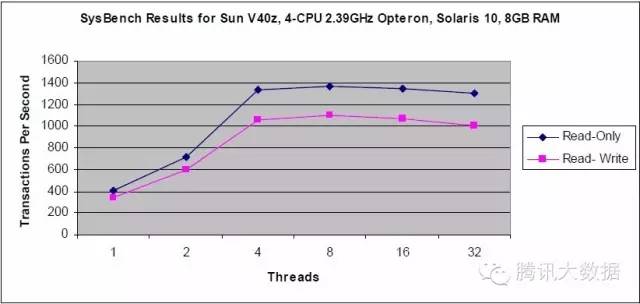 SysBench Results for Sun V40z, 4-CPU 2.39GHz Opteron, Solaris 10, 8GB RAM
Transactions Per Second
1600
1400
1200
1000
800
600
400
200
0
1 2 4 8 16 32
Threads
Read-Only
Read- Write
腾讯大数据